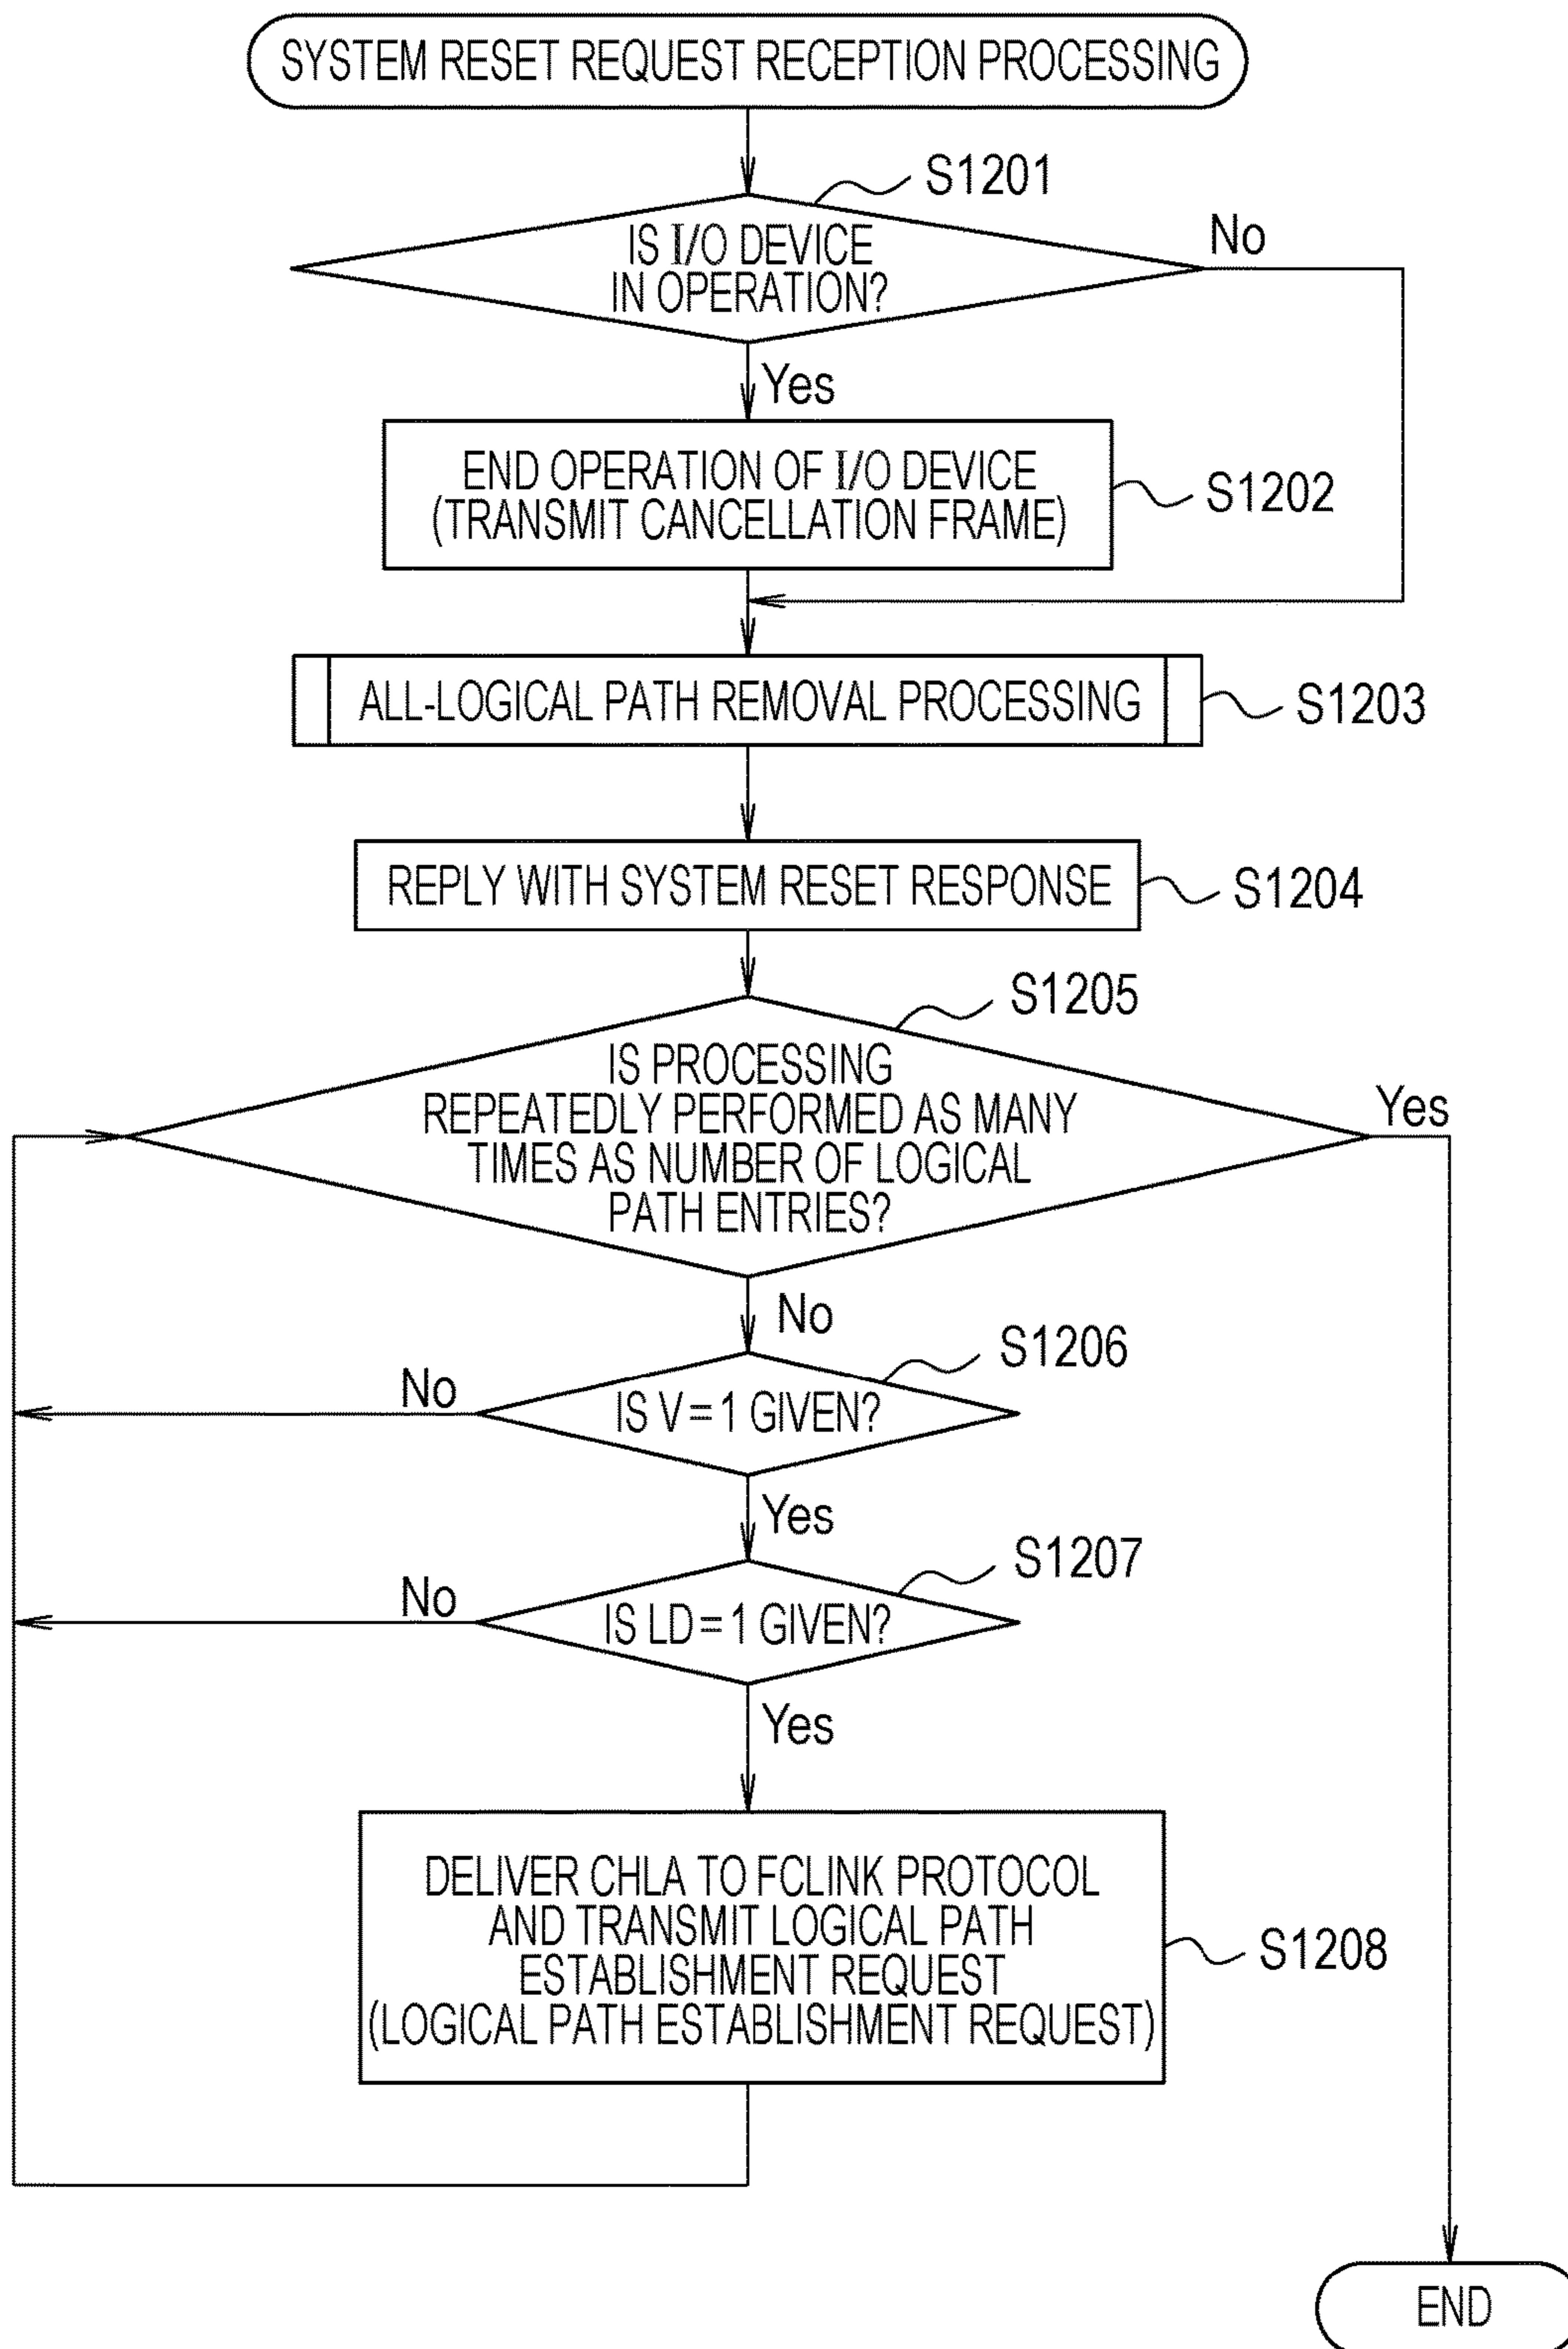 SYSTEM RESET REQUEST RECEPTION PROCESSING
S1201
IS I/O DEVICE
IN OPERATION?
No
Yes
END OPERATION OF I/O DEVICE
(TRANSMIT CANCELLATION FRAME)
S1202
ALL-LOGICAL PATH REMOVAL PROCESSING
S1203
REPLY WITH SYSTEM RESET RESPONSE
S1204
S1205
IS PROCESSING
REPEATEDLY PERFORMED AS MANY
TIMES AS NUMBER OF LOGICAL
PATH ENTRIES?
Yes
No
S1206
No
IS V=1 GIVEN?
Yes
S1207
No
IS LD=1 GIVEN?
Yes
DELIVER CHLA TO FCLINK PROTOCOL
AND TRANSMIT LOGICAL PATH
ESTABLISHMENT REQUEST
(LOGICAL PATH ESTABLISHMENT REQUEST)
S1208
END